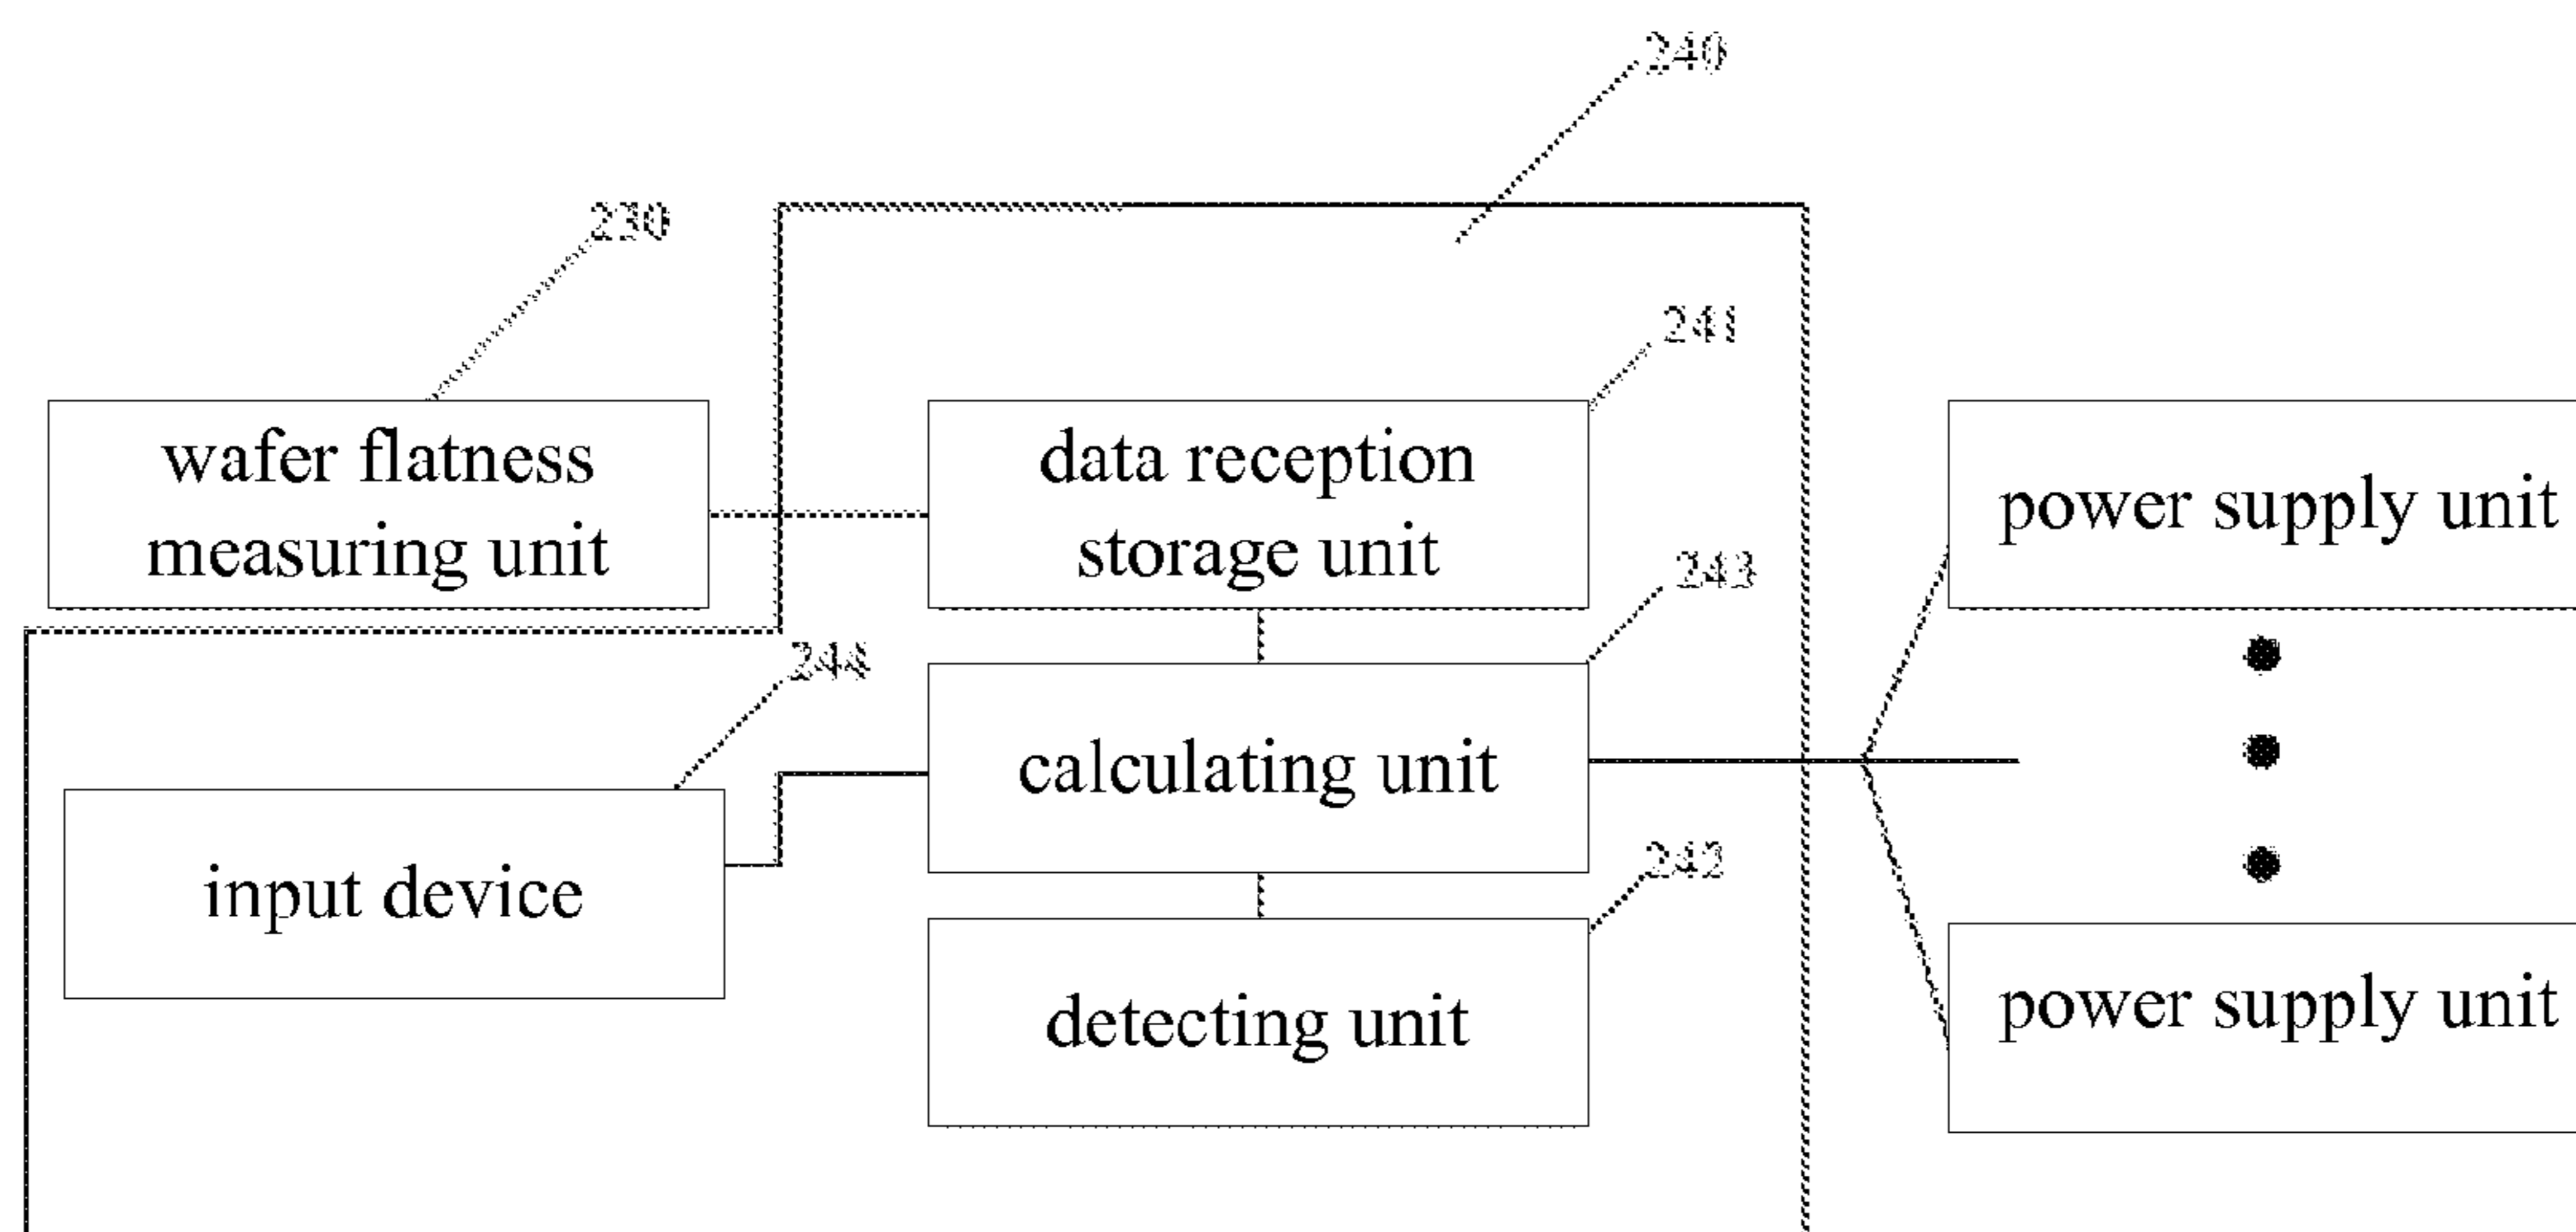 240
230
241
wafer flatness
measuring unit
data reception
storage unit
power supply unit
243
244
calculating unit
242
input device
detecting unit
power supply unit